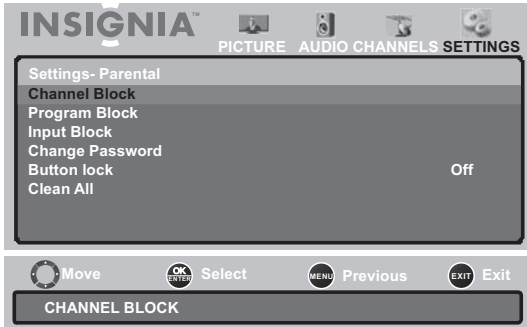 INSIGNIA™
PICTURE AUDIO CHANNELS SETTINGS
Settings- Parental
Channel Block
Program Block
Input Block
Change Password
Button lock Off
Clean All
Move OK ENTER Select MENU Previous EXIT Exit
CHANNEL BLOCK